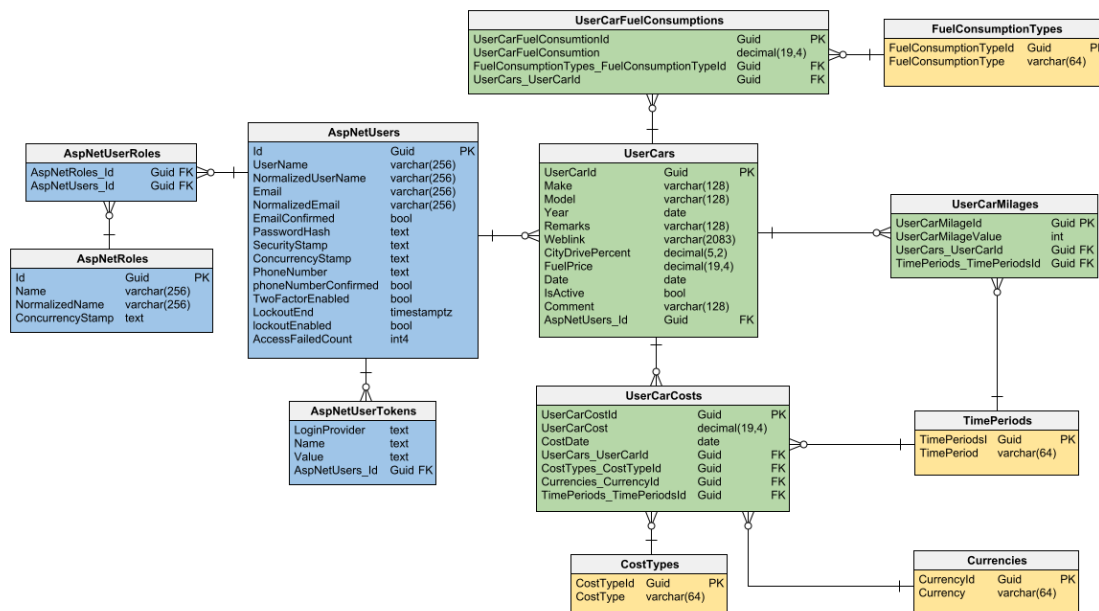 UserCarFuelConsumptions
UserCarFuelConsumtionId Guid PK
UserCarFuelConsumtion decimal(19,4)
FuelConsumptionTypes_FuelConsumptionTypeId Guid FK
UserCars_UserCarId Guid FK
FuelConsumptionTypes
FuelConsumptionTypeId Guid PK
FuelConsumptionType varchar(64)
AspNetUserRoles
AspNetRoles_Id Guid FK
AspNetUsers_Id Guid FK
AspNetRoles
Id Guid PK
Name varchar(256)
NormalizedName varchar(256)
ConcurrencyStamp text
AspNetUsers
Id Guid PK
UserName varchar(256)
NormalizedUserName varchar(256)
Email varchar(256)
NormalizedEmail varchar(256)
EmailConfirmed bool
PasswordHash text
SecurityStamp text
ConcurrencyStamp text
PhoneNumber text
phoneNumberConfirmed bool
TwoFactorEnabled bool
LockoutEnd timestamptz
lockoutEnabled bool
AccessFailedCount int4
AspNetUserTokens
LoginProvider text
Name text
Value text
AspNetUsers_Id Guid FK
UserCars
UserCarId Guid PK
Make varchar(128)
Model varchar(128)
Year date
Remarks varchar(128)
Weblink varchar(2083)
CityDrivePercent decimal(5,2)
FuelPrice decimal(19,4)
Date date
IsActive bool
Comment varchar(128)
AspNetUsers_Id Guid FK
UserCarMilages
UserCarMilageId Guid PK
UserCarMilageValue int
UserCars_UserCarId Guid FK
TimePeriods_TimePeriodsId Guid FK
UserCarCosts
UserCarCostId Guid PK
UserCarCost decimal(19,4)
CostDate date
UserCars_UserCarId Guid FK
CostTypes_CostTypeId Guid FK
Currencies_CurrencyId Guid FK
TimePeriods_TimePeriodsId Guid FK
TimePeriods
TimePeriodsI Guid PK
TimePeriod varchar(64)
CostTypes
CostTypeId Guid PK
CostType varchar(64)
Currencies
CurrencyId Guid PK
Currency varchar(64)